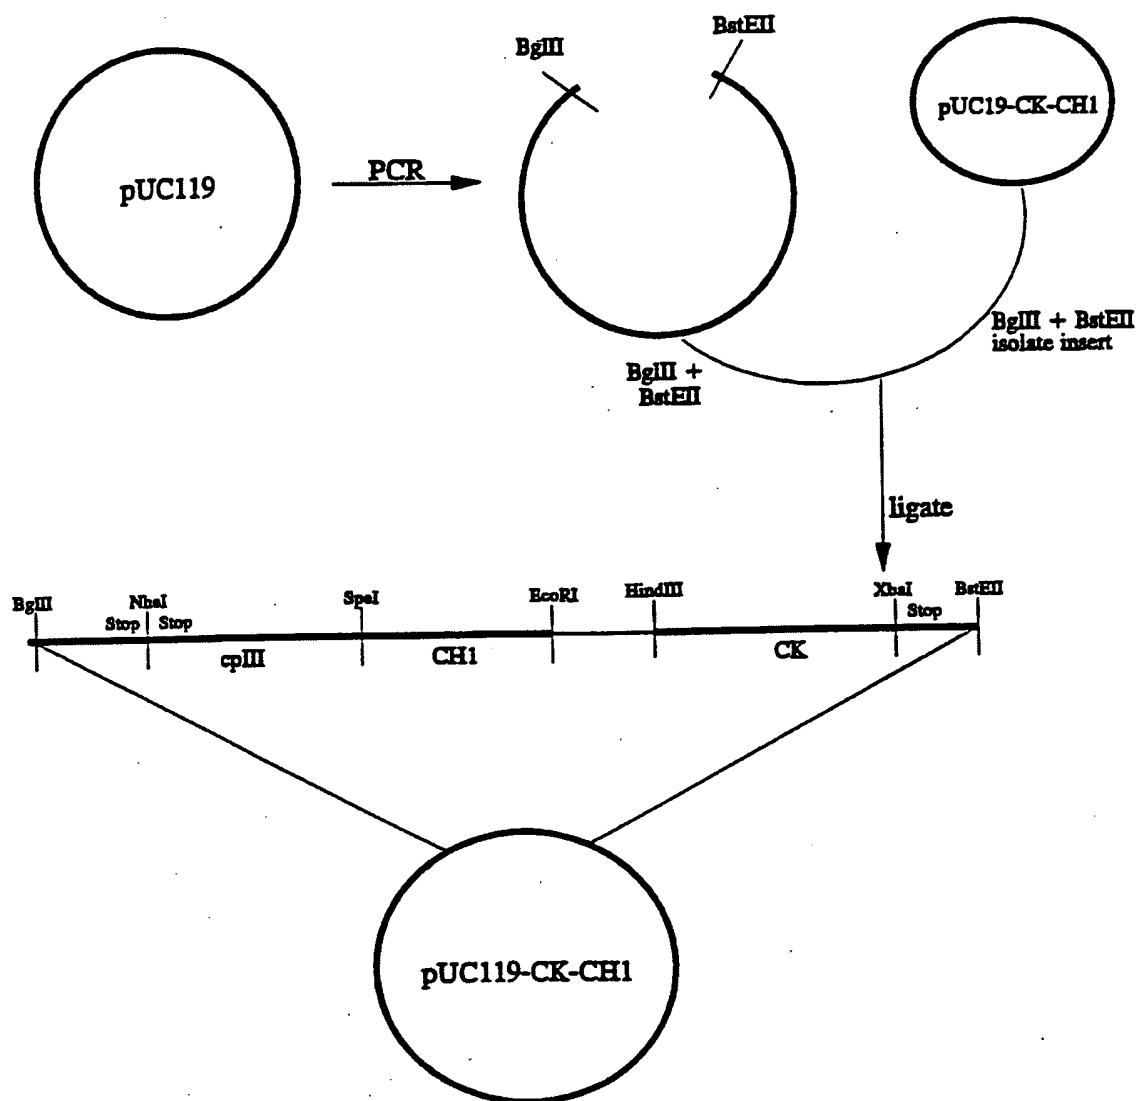 BglII
BstEII
pUC119
PCR
pUC19-CK-CH1
BglII + BstEII
isolate insert
BglII +
BstEII
ligate
BglII
Stop
NheI
Stop
SpeI
EcoRI
HindIII
XbaI
Stop
BstEII
cpIII
CH1
CK
pUC119-CK-CH1